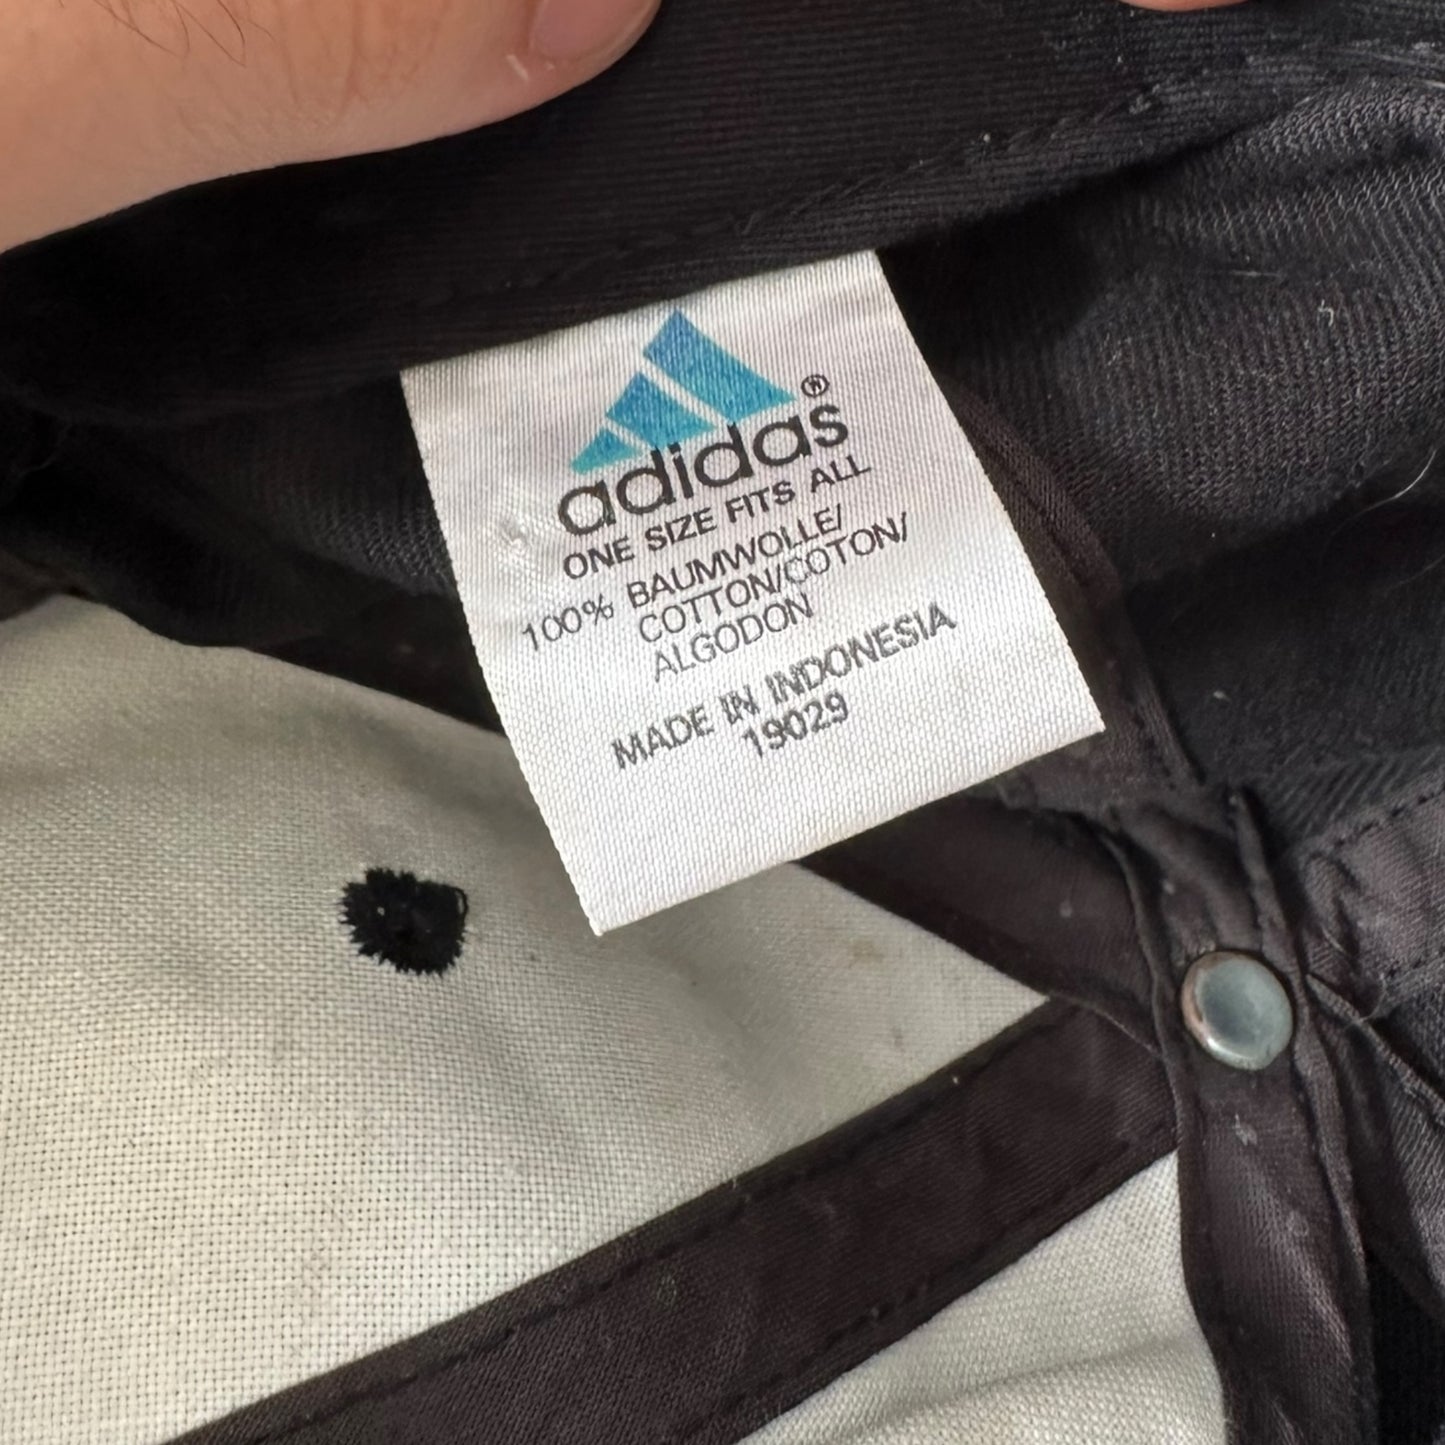 adidas®
ONE SIZE FITS ALL
100% BAUMWOLLE/
COTTON/COTON/
ALGODON
MADE IN INDONESIA
19029